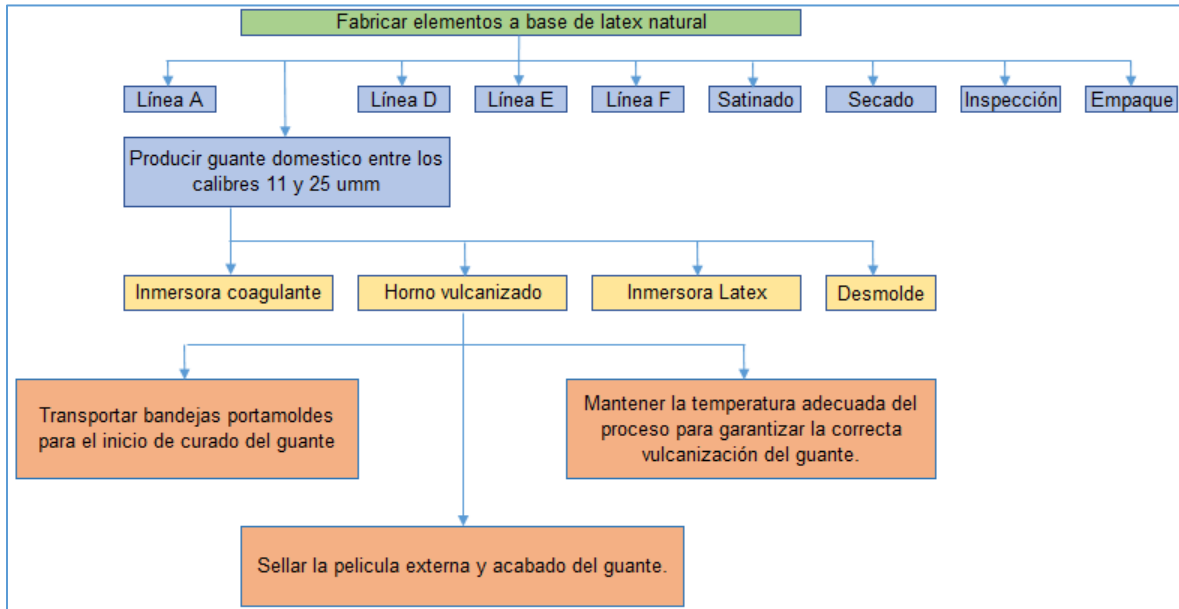 Fabricar elementos a base de latex natural
Línea A
Línea D
Línea E
Línea F
Satinado
Secado
Inspección
Empaque
Producir guante domestico entre los
calibres 11 y 25 umm
Inmersora coagulante
Horno vulcanizado
Inmersora Latex
Desmolde
Transportar bandejas portamoldes
para el inicio de curado del guante
Mantener la temperatura adecuada del
proceso para garantizar la correcta
vulcanización del guante.
Sellar la pelicula externa y acabado del guante.